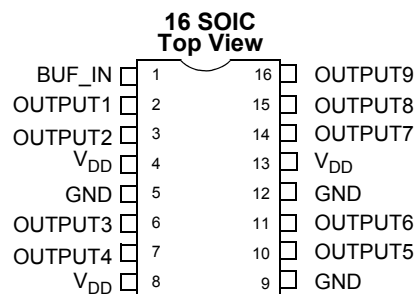 16 SOIC
Top View
BUF_IN 1 16 OUTPUT9
OUTPUT1 2 15 OUTPUT8
OUTPUT2 3 14 OUTPUT7
VDD 4 13 VDD
GND 5 12 GND
OUTPUT3 6 11 OUTPUT6
OUTPUT4 7 10 OUTPUT5
VDD 8 9 GND